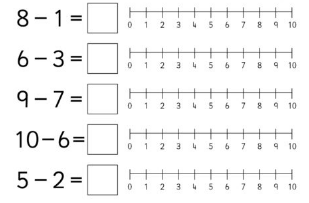 8 − 1 = 0 1 2 3 4 5 6 7 8 9 10
6 − 3 = 0 1 2 3 4 5 6 7 8 9 10
9 − 7 = 0 1 2 3 4 5 6 7 8 9 10
10 − 6 = 0 1 2 3 4 5 6 7 8 9 10
5 − 2 = 0 1 2 3 4 5 6 7 8 9 10